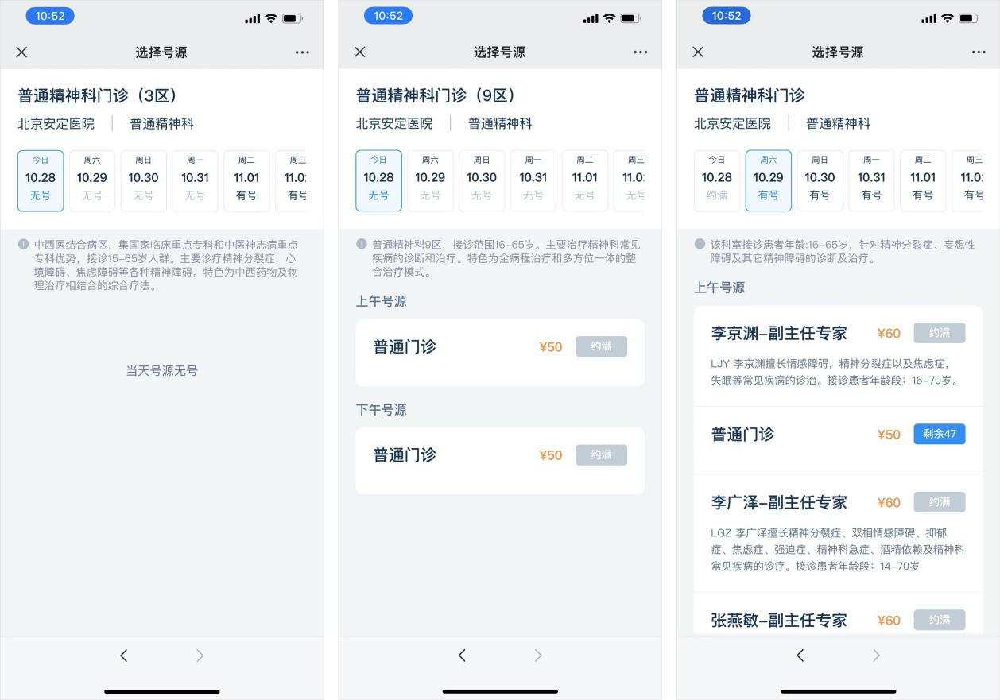 10:52
选择号源
普通精神科门诊（3区）
北京安定医院 普通精神科
今日 周六 周日 周一 周二 周三
10.28 10.29 10.30 10.31 11.01 11.0
无号 无号 无号 无号 有号 有号
中西医结合病区，集国家临床重点专科和中医神志病重点
专科优势，接诊15-65岁人群。主要诊疗精神分裂症，心
境障碍、焦虑障碍等各种精神障碍。特色为中西药物及物
理治疗相结合的综合疗法。
当天号源无号
10:52
选择号源
普通精神科门诊（9区）
北京安定医院 普通精神科
今日 周六 周日 周一 周二 周三
10.28 10.29 10.30 10.31 11.01 11.0
无号 无号 无号 无号 无号 无号
普通精神科9区，接诊范围16-65岁。主要治疗精神科常见
疾病的诊断和治疗。特色为全病程治疗和多方位一体的整
合治疗模式。
上午号源
普通门诊 ¥50 约满
下午号源
普通门诊 ¥50 约满
10:52
选择号源
普通精神科门诊
北京安定医院 普通精神科
今日 周六 周日 周一 周二 周三
10.28 10.29 10.30 10.31 11.01 11.0
约满 有号 有号 有号 有号 有号
该科室接诊患者年龄:16-65岁，针对精神分裂症、妄想性
障碍及其它精神障碍的诊断及治疗。
上午号源
李京渊-副主任专家 ¥60 约满
LJY 李京渊擅长情感障碍，精神分裂症以及焦虑症，
失眠等常见疾病的诊治。接诊患者年龄段：16-70岁。
普通门诊 ¥50 剩余47
李广泽-副主任专家 ¥60 约满
LGZ 李广泽擅长精神分裂症、双相情感障碍、抑郁
症、焦虑症、强迫症、精神科急症、酒精依赖及精神科
常见疾病的诊疗。接诊患者年龄段：14-70岁
张燕敏-副主任专家 ¥60 约满